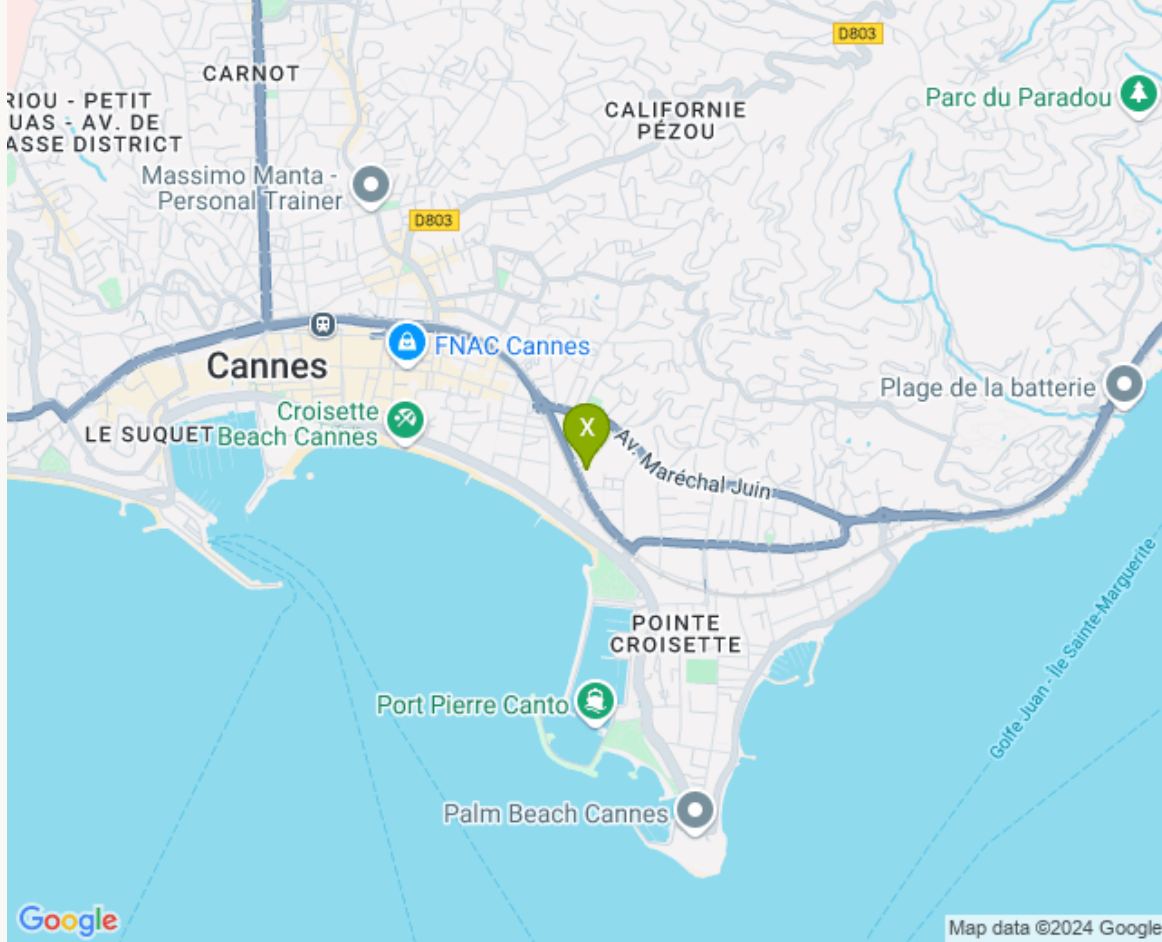 D803
CARNOT
RIOU - PETIT
UAS - AV. DE
ASSE DISTRICT
CALIFORNIE
PÉZOU
Parc du Paradou
Massimo Manta -
Personal Trainer
D803
FNAC Cannes
Cannes
Plage de la batterie
Croisette
Beach Cannes
LE SUQUET
X
Av. Maréchal Juin
Golfe Juan - Île Sainte-Marguerite
POINTE
CROISETTE
Port Pierre Canto
Palm Beach Cannes
Google
Map data ©2024 Google